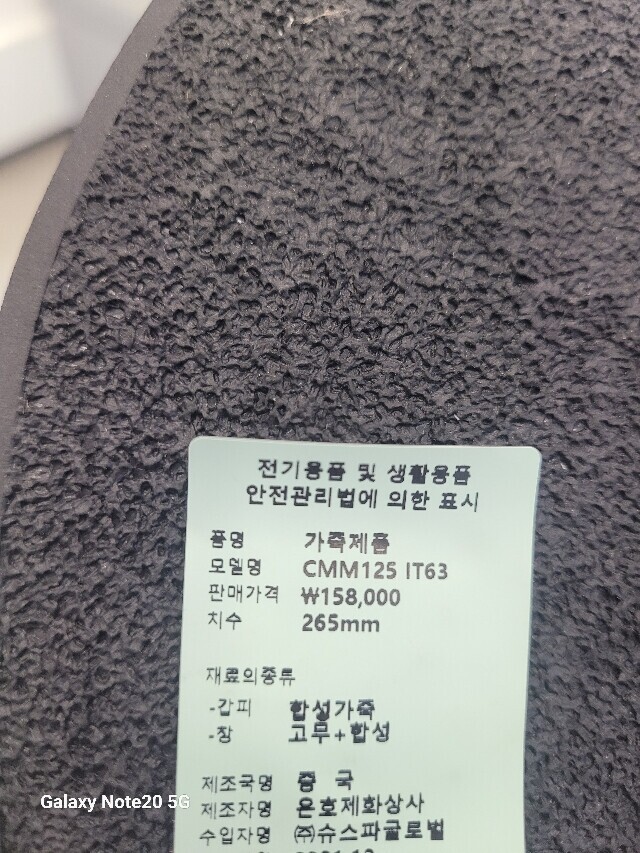 전기용품 및 생활용품
안전관리법에 의한 표시
품명 가죽제품
모델명 CMM125 IT63
판매가격 ₩158,000
치수 265mm
재료의종류
-갑피 합성가죽
-창 고무+합성
제조국명 중 국
제조자명 은호제화상사
수입자명 ㈜슈스파글로벌
Galaxy Note20 5G